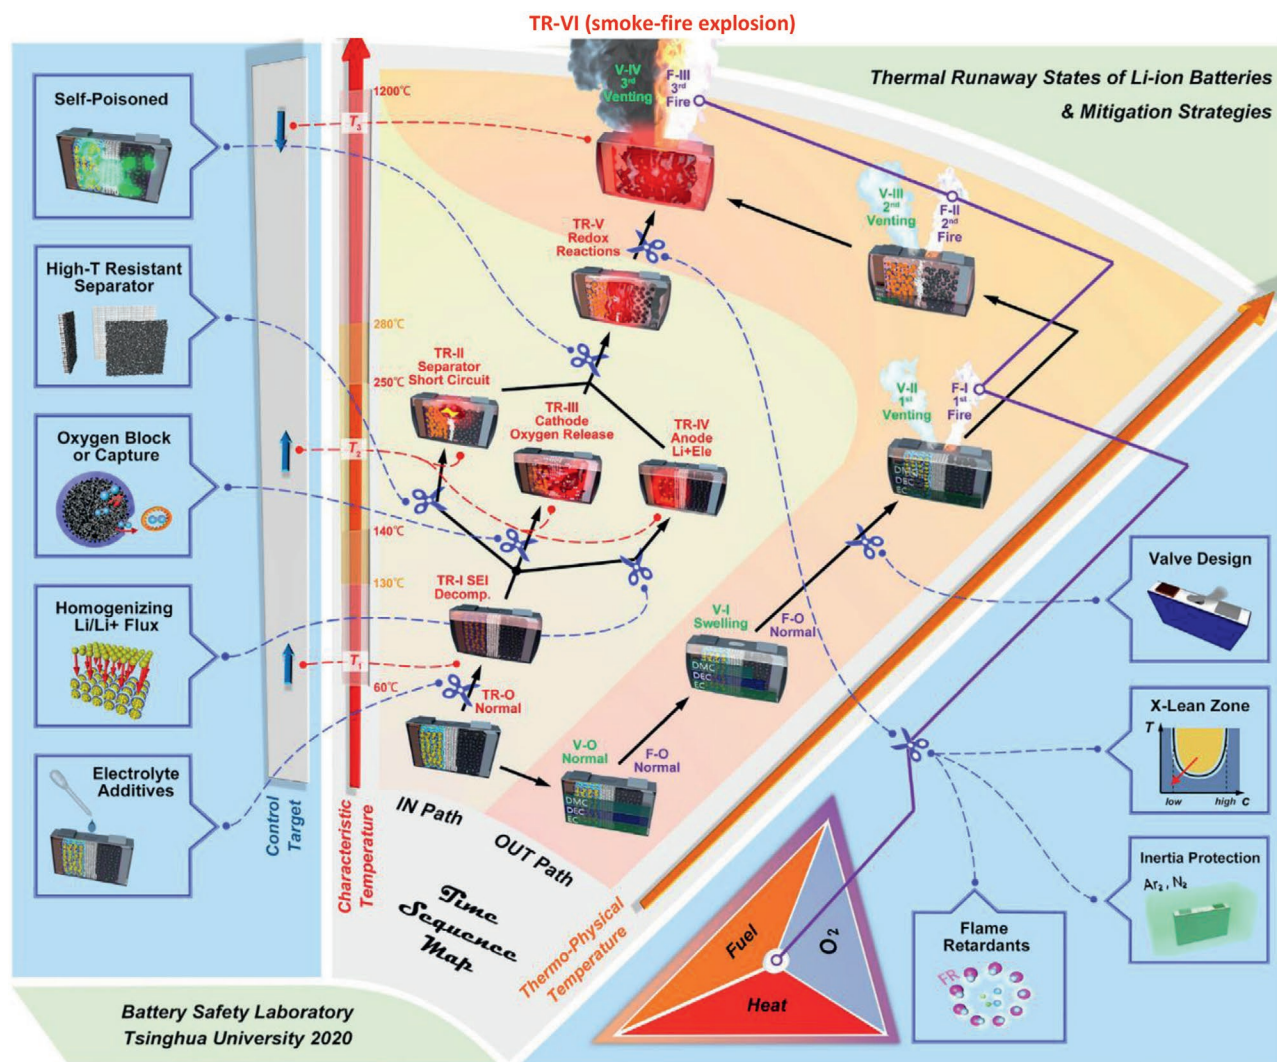 TR-VI (smoke-fire explosion)
Thermal Runaway States of Li-ion Batteries
& Mitigation Strategies
Self-Poisoned
High-T Resistant
Separator
Oxygen Block
or Capture
Homogenizing
Li/Li+ Flux
Electrolyte
Additives
Control
Target
1200℃
T3
280℃
250℃
T2
140℃
130℃
T1
60℃
Characteristic
Temperature
V-IV
3rd
Venting
F-III
3rd
Fire
V-III
2nd
Venting
F-II
2nd
Fire
TR-V
Redox
Reactions
TR-II
Separator
Short Circuit
TR-III
Cathode
Oxygen Release
TR-IV
Anode
Li+Ele
V-II
1st
Venting
F-I
1st
Fire
DMC
DEC
EC
TR-I SEI
Decomp.
V-I
Swelling
F-O
Normal
DMC
DEC
EC
TR-O
Normal
V-O
Normal
F-O
Normal
DMC
DEC
EC
IN Path
OUT Path
Time
Sequence
Map
Thermo-Physical
Temperature
Valve Design
X-Lean Zone
T
low
high
C
Inertia Protection
Ar2, N2
Flame
Retardants
FR
Fuel
O2
Heat
Battery Safety Laboratory
Tsinghua University 2020